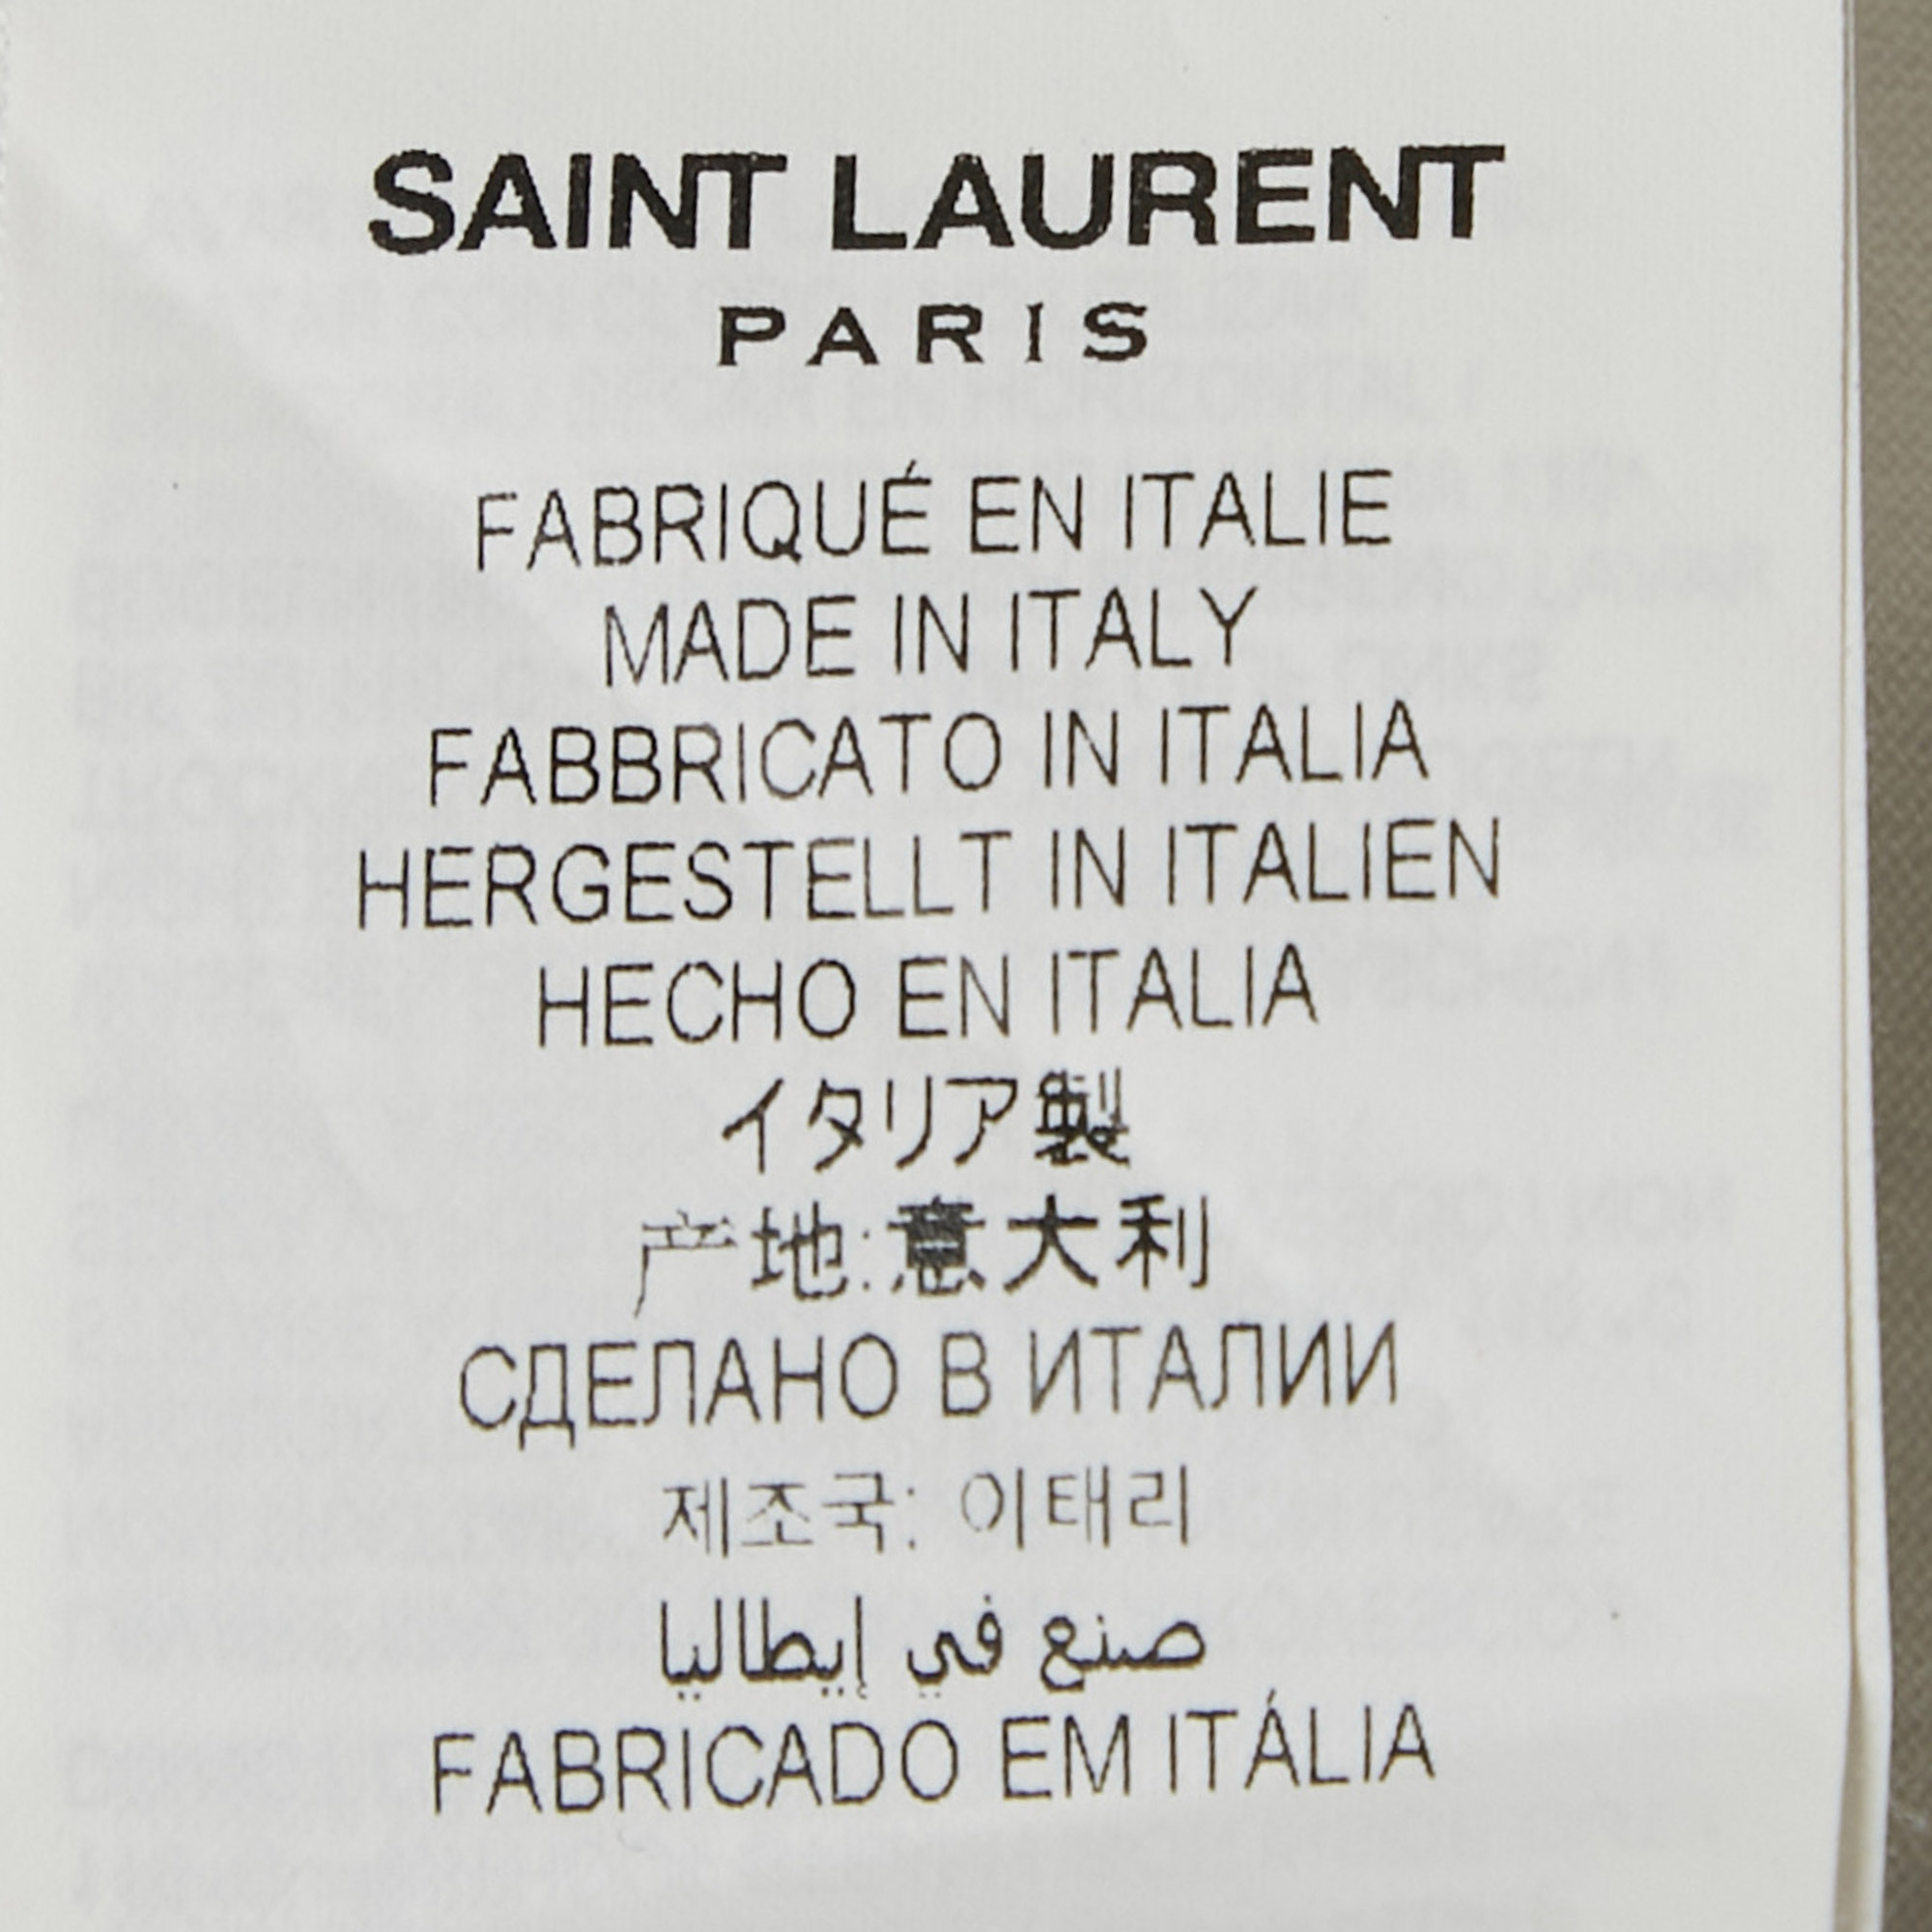 SAINT LAURENT
PARIS
FABRIQUÉ EN ITALIE
MADE IN ITALY
FABBRICATO IN ITALIA
HERGESTELLT IN ITALIEN
HECHO EN ITALIA
イタリア製
产地:意大利
СДЕЛАНО В ИТАЛИИ
제조국: 이태리
صنع في إيطاليا
FABRICADO EM ITÁLIA